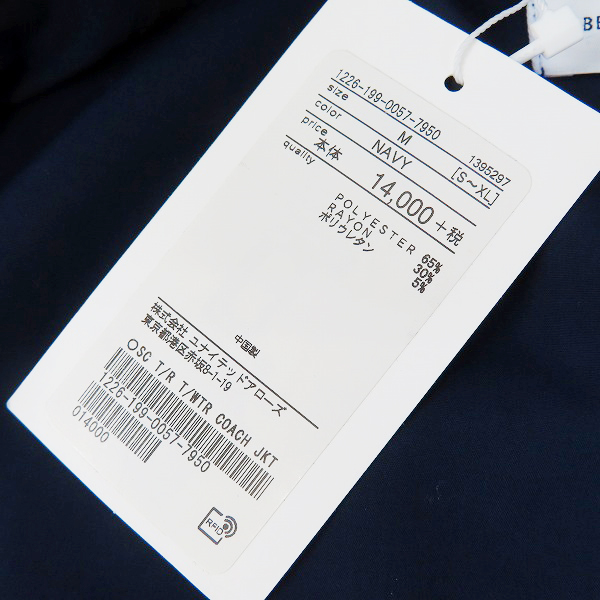 BE
1226-199-0057-7950
size M 1395297
color NAVY [S～XL]
price 本体 14,000 +税
quality
POLYESTER 65%
RAYON 30%
ポリウレタン 5%
中国製
株式会社 ユナイテッドアローズ
東京都港区赤坂8-1-19
○SC T/R T/WTR COACH JKT
1226-199-0057-7950
014000
RFID